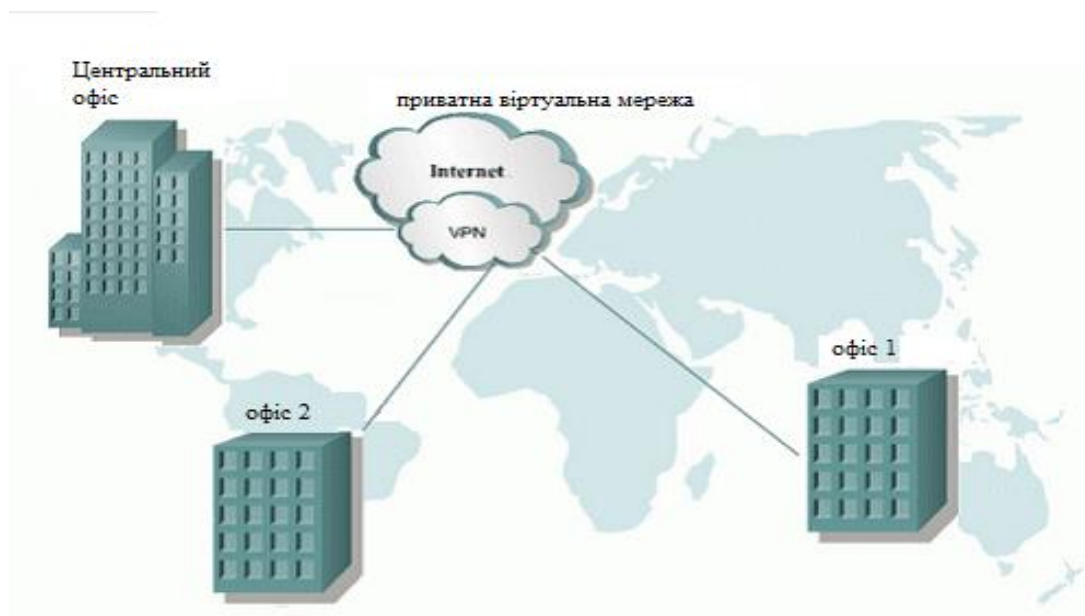 Центральний
офіс
приватна віртуальна мережа
Internet
VPN
офіс 1
офіс 2